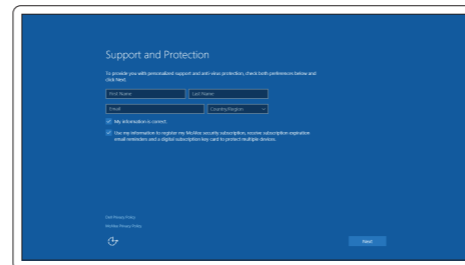 Support and Protection
To provide you with personalized support and anti-virus protection, check both preferences below and
click Next.
First Name Last Name
Email Country/Region
My information is correct.
Use my information to register my McAfee security subscription, receive subscription expiration
email reminders and a digital subscription key card to protect multiple devices.
Dell Privacy Policy
McAfee Privacy Policy
Next